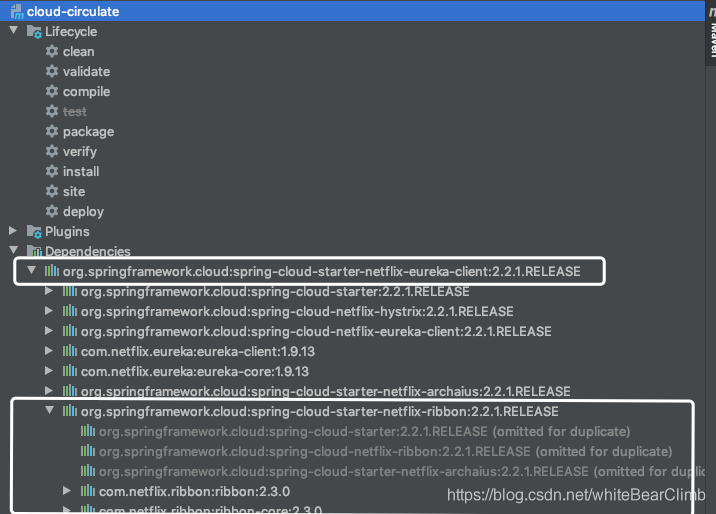 cloud-circulate
Lifecycle
clean
validate
compile
test
package
verify
install
site
deploy
Plugins
Dependencies
org.springframework.cloud:spring-cloud-starter-netflix-eureka-client:2.2.1.RELEASE
org.springframework.cloud:spring-cloud-starter:2.2.1.RELEASE
org.springframework.cloud:spring-cloud-netflix-hystrix:2.2.1.RELEASE
org.springframework.cloud:spring-cloud-netflix-eureka-client:2.2.1.RELEASE
com.netflix.eureka:eureka-client:1.9.13
com.netflix.eureka:eureka-core:1.9.13
org.springframework.cloud:spring-cloud-starter-netflix-archaius:2.2.1.RELEASE
org.springframework.cloud:spring-cloud-starter-netflix-ribbon:2.2.1.RELEASE
org.springframework.cloud:spring-cloud-starter:2.2.1.RELEASE (omitted for duplicate)
org.springframework.cloud:spring-cloud-netflix-ribbon:2.2.1.RELEASE (omitted for duplicate)
org.springframework.cloud:spring-cloud-starter-netflix-archaius:2.2.1.RELEASE (omitted for duplic
com.netflix.ribbon:ribbon:2.3.0
com.netflix.ribbon:ribbon-core:2.3.0
Maven
https://blog.csdn.net/whiteBearClimb